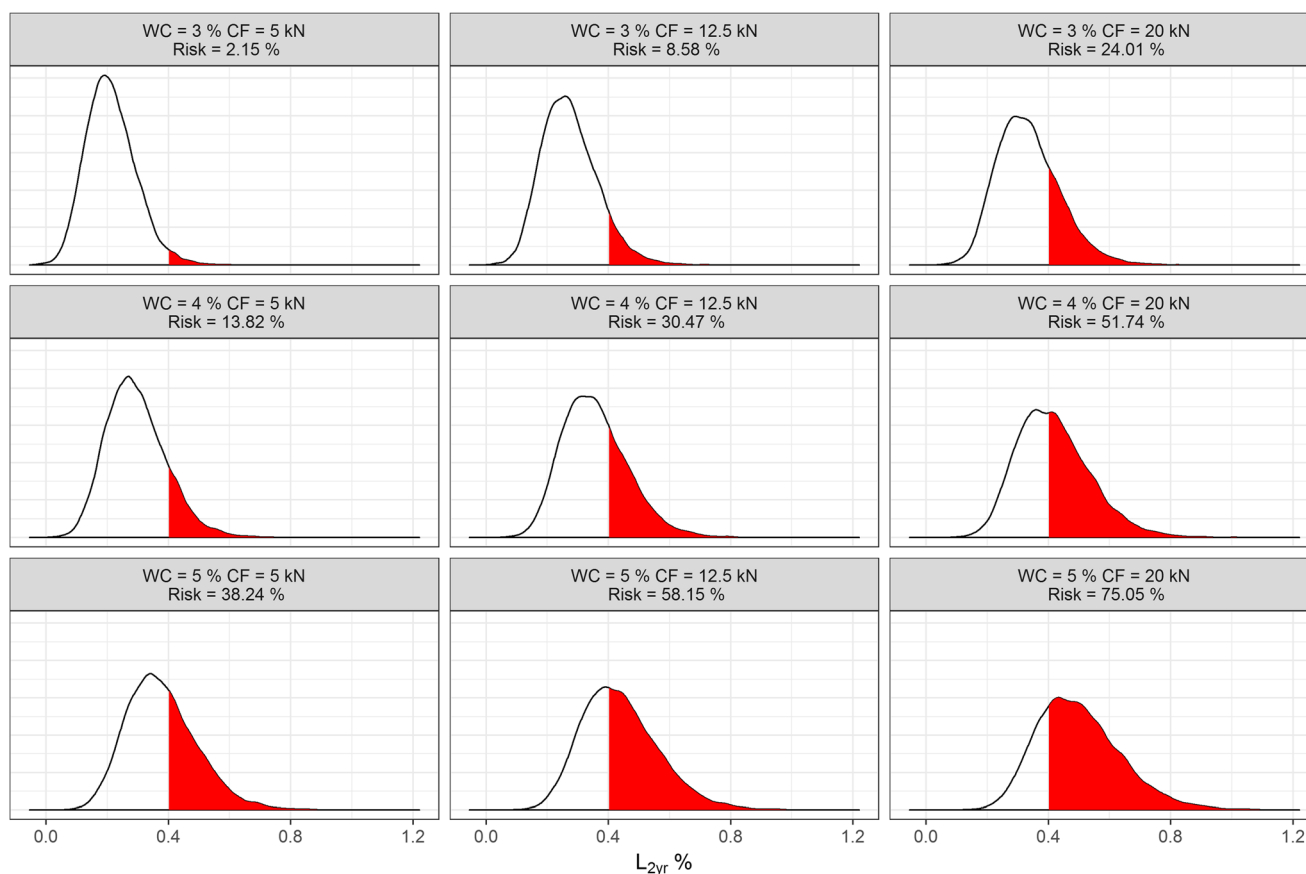 WC = 3 % CF = 5 kN
Risk = 2.15 %
WC = 3 % CF = 12.5 kN
Risk = 8.58 %
WC = 3 % CF = 20 kN
Risk = 24.01 %
WC = 4 % CF = 5 kN
Risk = 13.82 %
WC = 4 % CF = 12.5 kN
Risk = 30.47 %
WC = 4 % CF = 20 kN
Risk = 51.74 %
WC = 5 % CF = 5 kN
Risk = 38.24 %
WC = 5 % CF = 12.5 kN
Risk = 58.15 %
WC = 5 % CF = 20 kN
Risk = 75.05 %
0.0 0.4 0.8 1.2
0.0 0.4 0.8 1.2
0.0 0.4 0.8 1.2
L2yr %